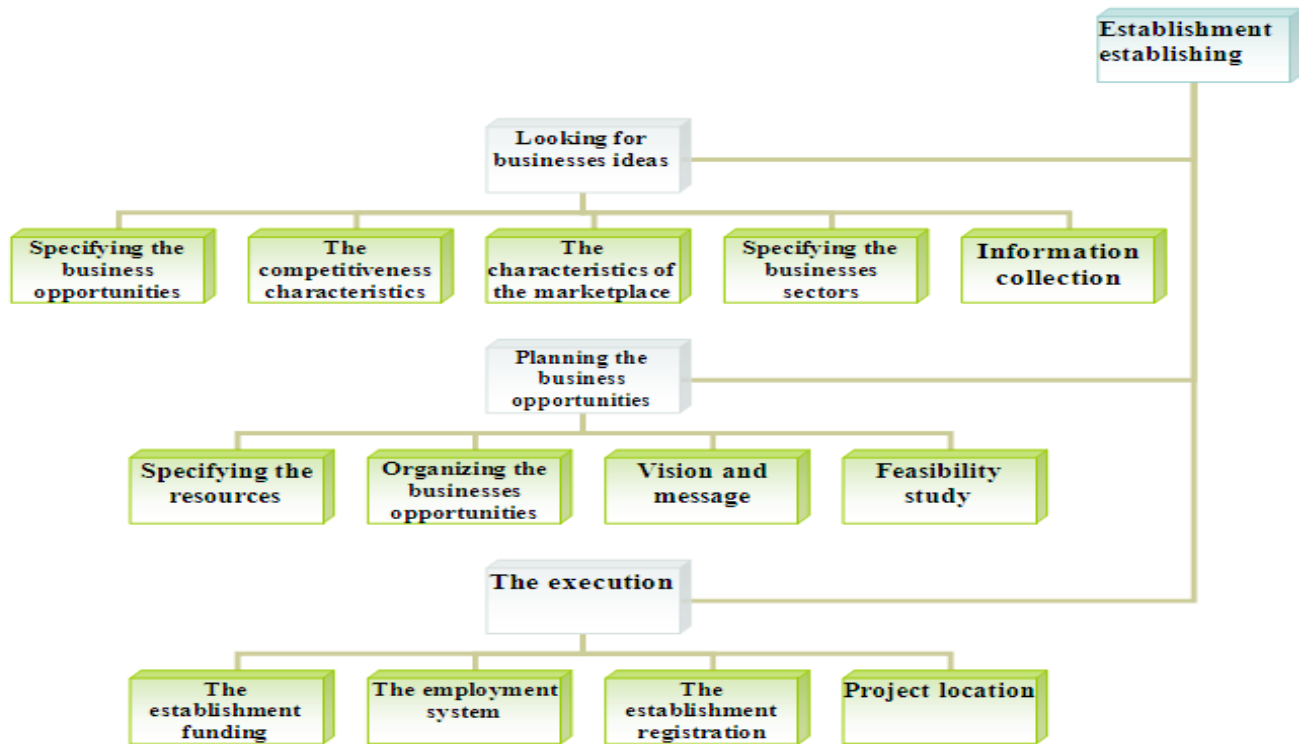 Establishment
establishing
Looking for
businesses ideas
Specifying the
business
opportunities
The
competitiveness
characteristics
The
characteristics of
the marketplace
Specifying the
businesses
sectors
Information
collection
Planning the
business
opportunities
Specifying the
resources
Organizing the
businesses
opportunities
Vision and
message
Feasibility
study
The execution
The
establishment
funding
The employment
system
The
establishment
registration
Project location